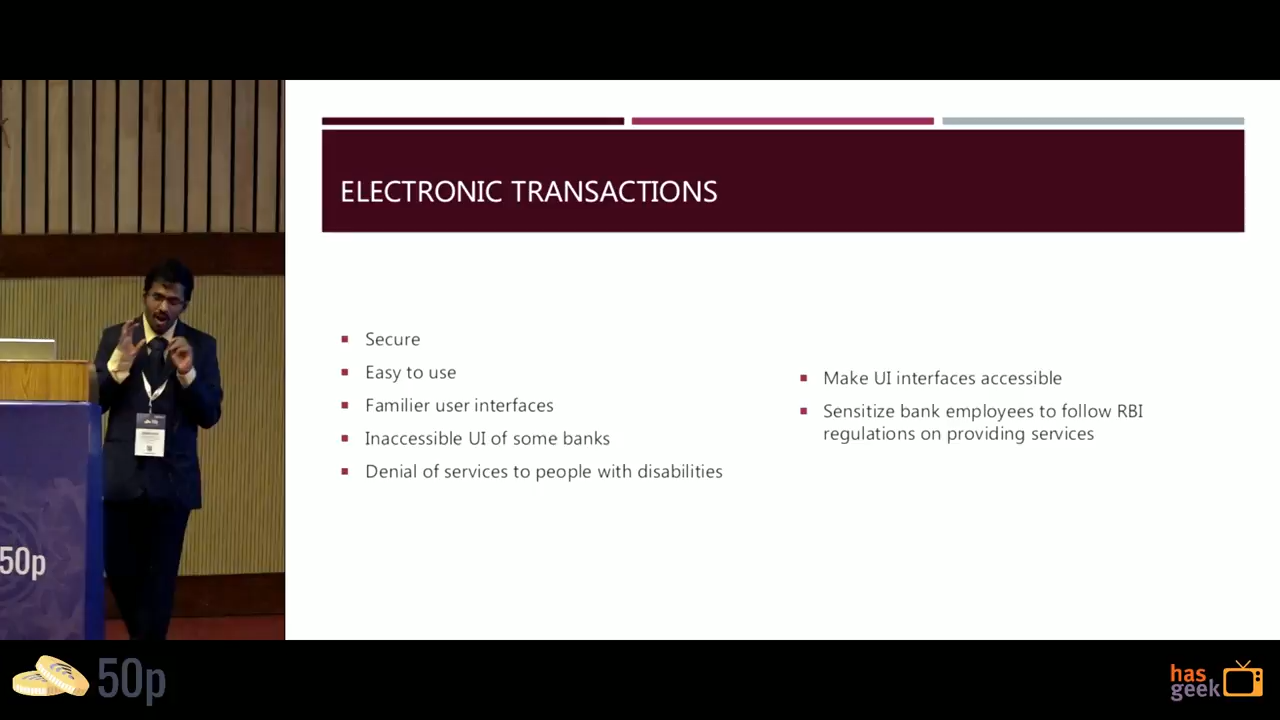 ELECTRONIC TRANSACTIONS
Secure
Easy to use
Familier user interfaces
Inaccessible UI of some banks
Denial of services to people with disabilities
Make UI interfaces accessible
Sensitize bank employees to follow RBI
regulations on providing services
50p
50p
has
geek